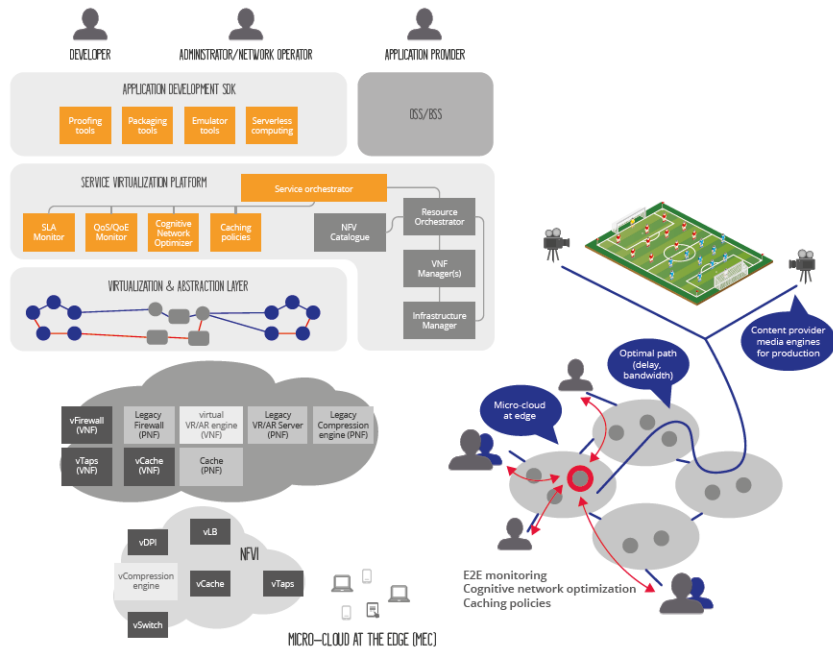 DEVELOPER
ADMINISTRATOR/NETWORK OPERATOR
APPLICATION PROVIDER
APPLICATION DEVELOPMENT SDK
Proofing
tools
Packaging
tools
Emulator
tools
Serverless
computing
OSS/BSS
SERVICE VIRTUALIZATION PLATFORM
Service orchestrator
SLA
Monitor
QoS/QoE
Monitor
Cognitive
Network
Optimizer
Caching
policies
NFV
Catalogue
Resource
Orchestrator
VNF
Manager(s)
Infrastructure
Manager
VIRTUALIZATION & ABSTRACTION LAYER
vFirewall
(VNF)
Legacy
Firewall
(PNF)
virtual
VR/AR engine
(VNF)
Legacy
VR/AR Server
(PNF)
Legacy
Compression
engine (PNF)
vTaps
(VNF)
vCache
(VNF)
Cache
(PNF)
vDPI
vLB
NFVI
vCompression
engine
vCache
vTaps
vSwitch
MICRO-CLOUD AT THE EDGE (MEC)
Content provider
media engines
for production
Optimal path
(delay,
bandwidth)
Micro-cloud
at edge
E2E monitoring
Cognitive network optimization
Caching policies